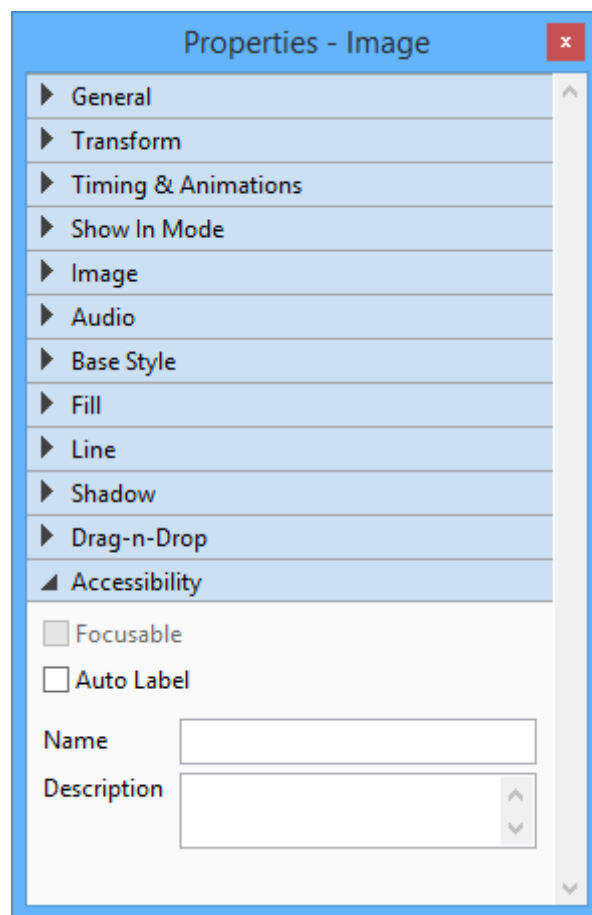 Properties - Image
x
General
Transform
Timing & Animations
Show In Mode
Image
Audio
Base Style
Fill
Line
Shadow
Drag-n-Drop
Accessibility
Focusable
Auto Label
Name
Description